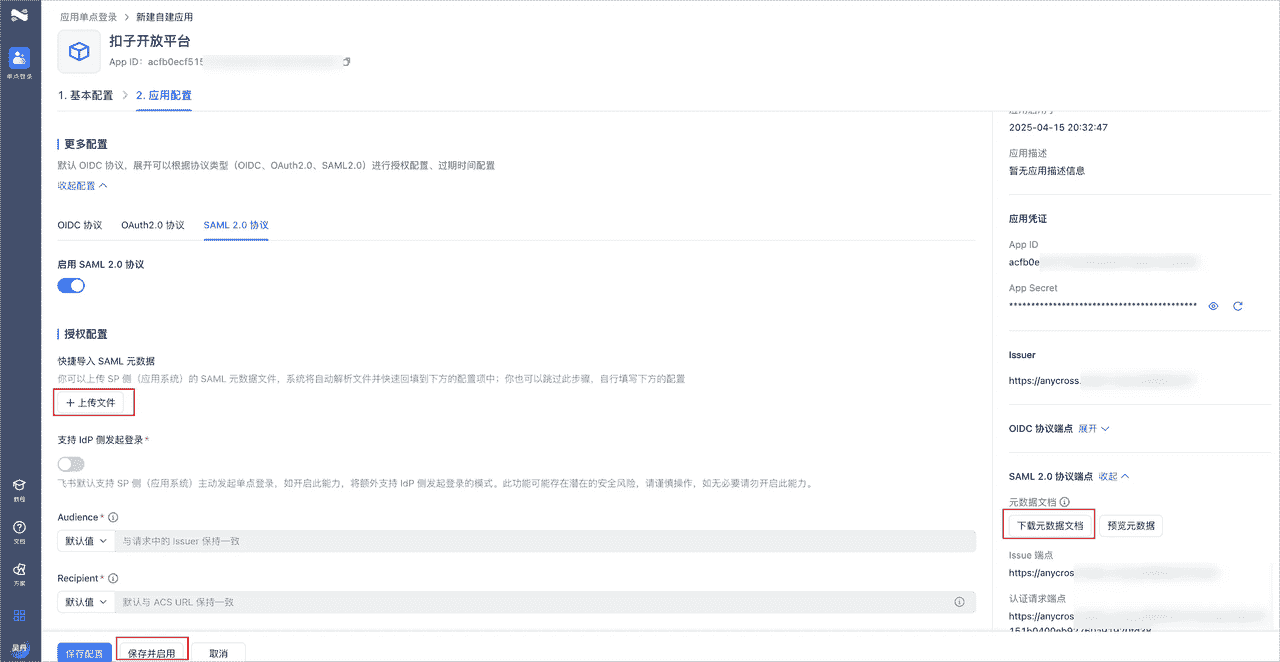 应用单点登录 > 新建自建应用
扣子开放平台
App ID： acfb0ecf515
1. 基本配置 > 2. 应用配置
单点登录
更多配置
默认 OIDC 协议，展开可以根据协议类型（OIDC、OAuth2.0、SAML2.0）进行授权配置、过期时间配置
收起配置
OIDC 协议 OAuth2.0 协议 SAML 2.0 协议
启用 SAML 2.0 协议
授权配置
快捷导入 SAML 元数据
你可以上传 SP 侧（应用系统）的 SAML 元数据文件，系统将自动解析文件并快速回填到下方的配置项中；你也可以跳过此步骤，自行填写下方的配置
+ 上传文件
支持 IdP 侧发起登录*
飞书默认支持 SP 侧（应用系统）主动发起单点登录，如开启此能力，将额外支持 IdP 侧发起登录的模式。此功能可能存在潜在的安全风险，请谨慎操作，如无必要请勿开启此能力。
Audience*
默认值 与请求中的 Issuer 保持一致
Recipient*
默认值 默认与 ACS URL 保持一致
保存配置 保存并启用 取消
教程
文档
方案
2025-04-15 20:32:47
应用描述
暂无应用描述信息
应用凭证
App ID
acfb0e
App Secret
Issuer
https://anycross.
OIDC 协议端点 展开
SAML 2.0 协议端点 收起
元数据文档
下载元数据文档 预览元数据
Issue 端点
https://anycros
认证请求端点
https://anycros